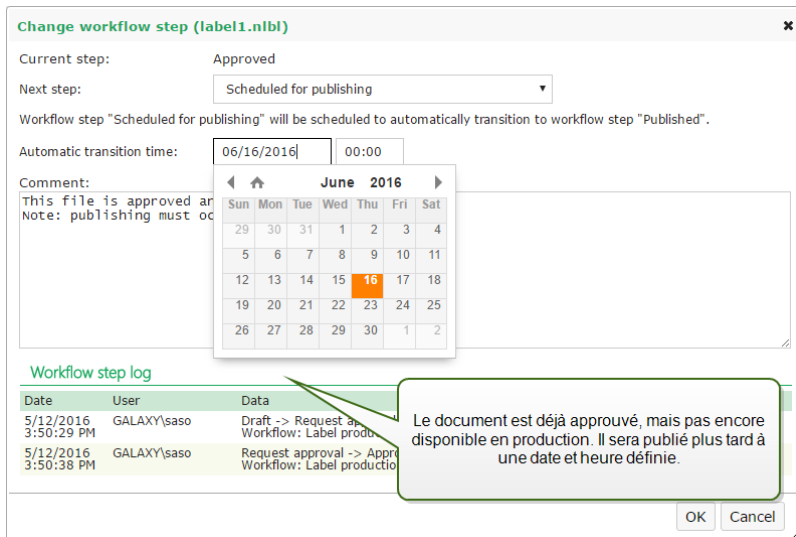 Change workflow step (label1.nlbl)
Current step: Approved
Next step: Scheduled for publishing
Workflow step "Scheduled for publishing" will be scheduled to automatically transition to workflow step "Published".
Automatic transition time: 06/16/2016 00:00
June 2016
Sun Mon Tue Wed Thu Fri Sat
29 30 31 1 2 3 4
5 6 7 8 9 10 11
12 13 14 15 16 17 18
19 20 21 22 23 24 25
26 27 28 29 30 1 2
Comment:
This file is approved
Note: publishing must
Workflow step log
Date User Data
5/12/2016 GALAXY\saso Draft -> Request
3:50:29 PM Workflow: Label
5/12/2016 GALAXY\saso Request approval ->
3:50:38 PM Workflow: Label
Le document est déjà approuvé, mais pas encore
disponible en production. Il sera publié plus tard à
une date et heure définie.
OK Cancel